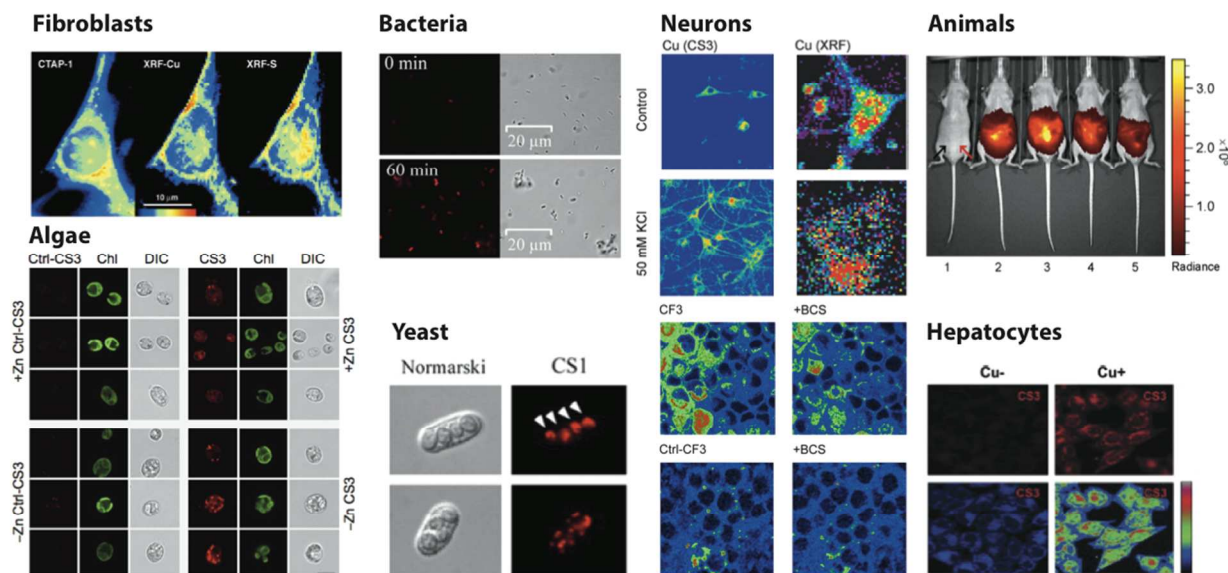 Fibroblasts
CTAP-1 XRF-Cu XRF-S
10 µm
Algae
Ctrl-CS3 Chl DIC CS3 Chl DIC
+Zn Ctrl-CS3
+Zn CS3
–Zn Ctrl-CS3
–Zn CS3
Bacteria
0 min
20 µm
60 min
20 µm
Yeast
Normarski CS1
Neurons
Cu (CS3) Cu (XRF)
Control
50 mM KCl
CF3 +BCS
Ctrl-CF3 +BCS
Animals
3.0
2.0
1.0
×10⁶
1 2 3 4 5 Radiance
Hepatocytes
Cu- Cu+
CS3 CS3
CS3 CS3